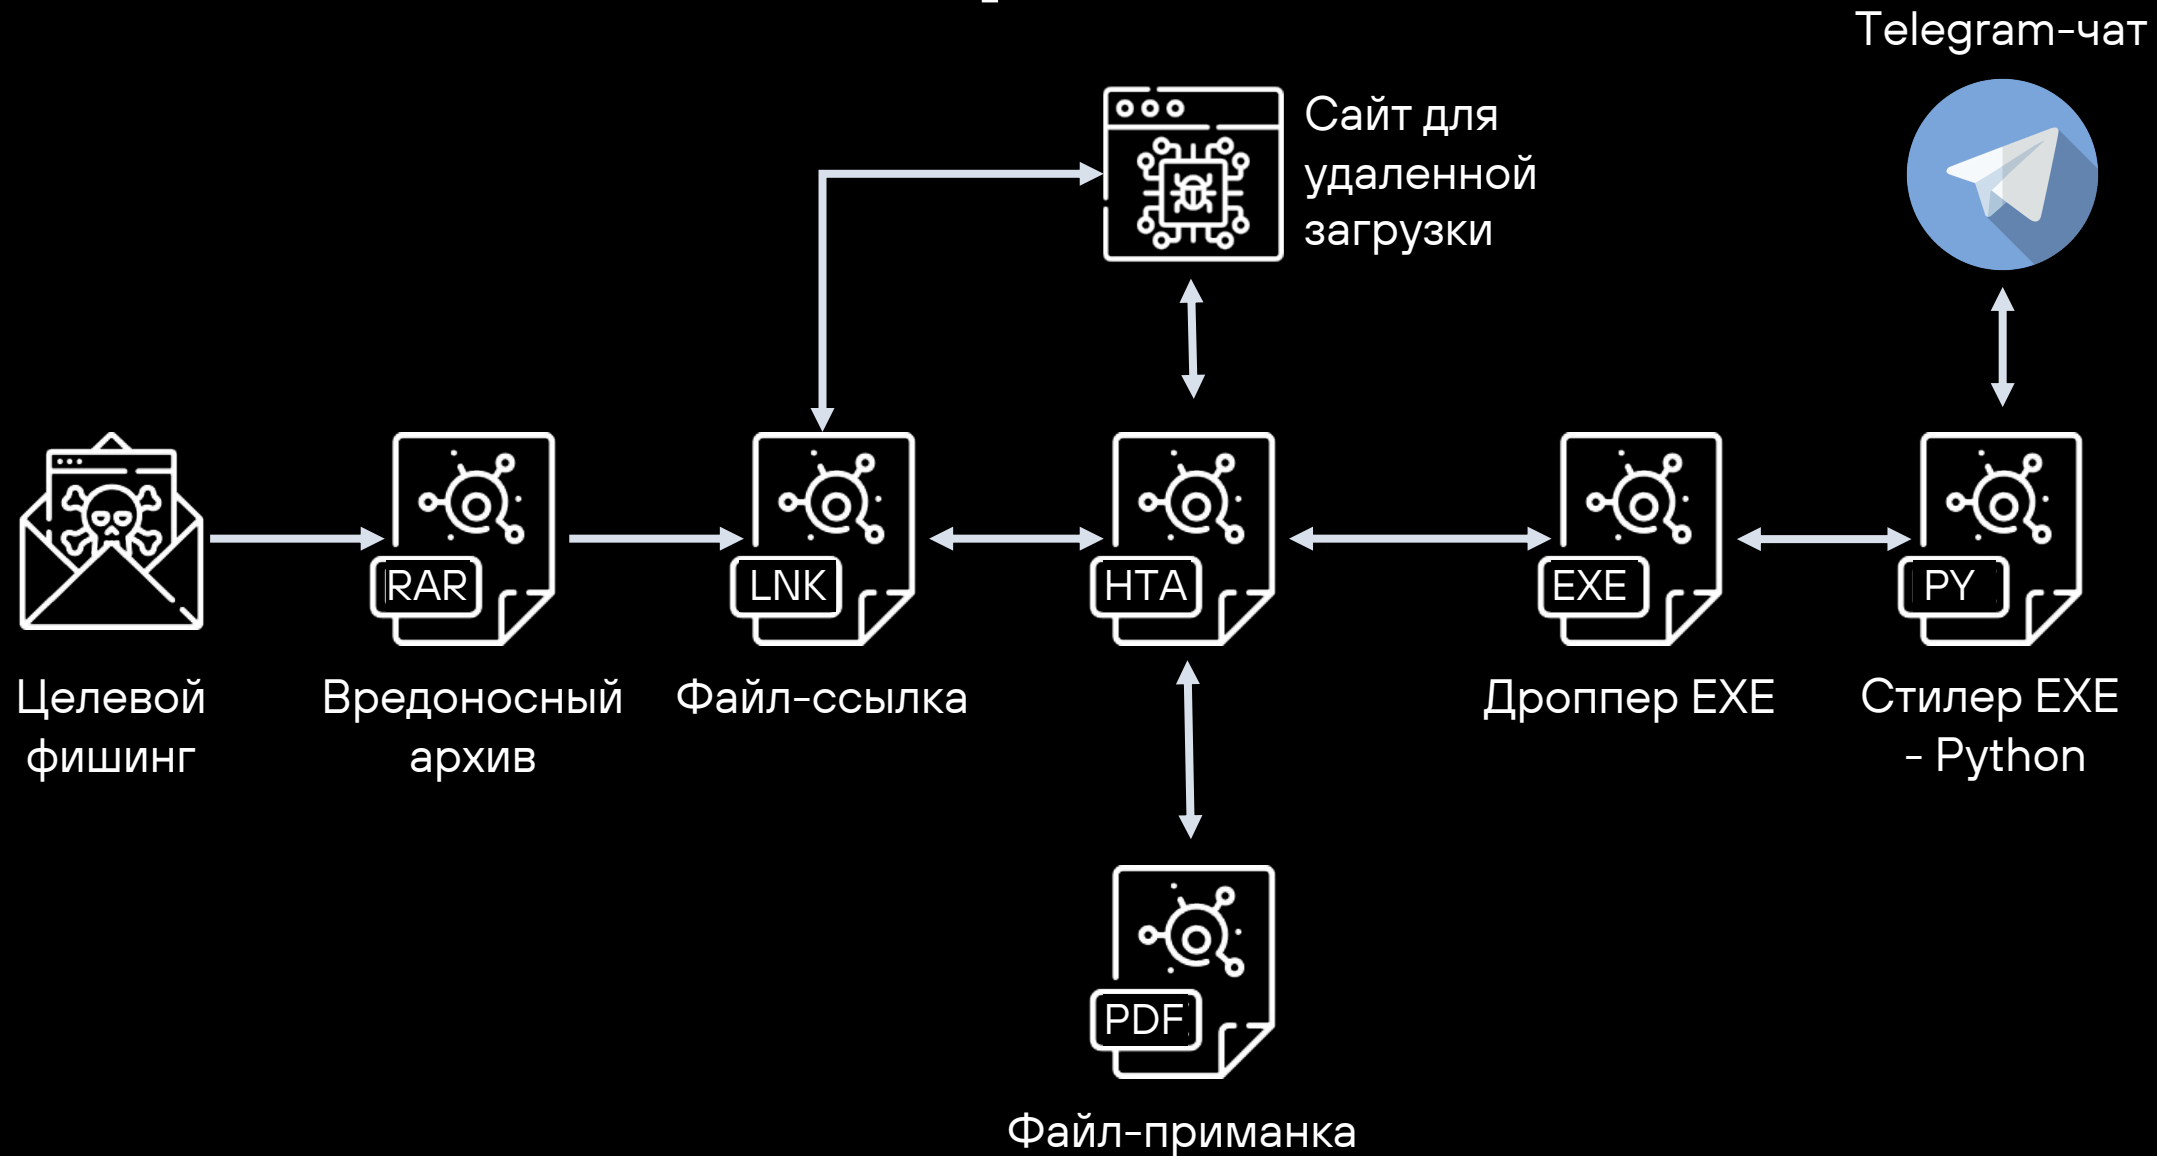 Telegram-чат
Сайт для
удаленной
загрузки
RAR
LNK
HTA
EXE
PY
Целевой
фишинг
Вредоносный
архив
Файл-ссылка
Дроппер EXE
Стилер EXE
- Python
PDF
Файл-приманка